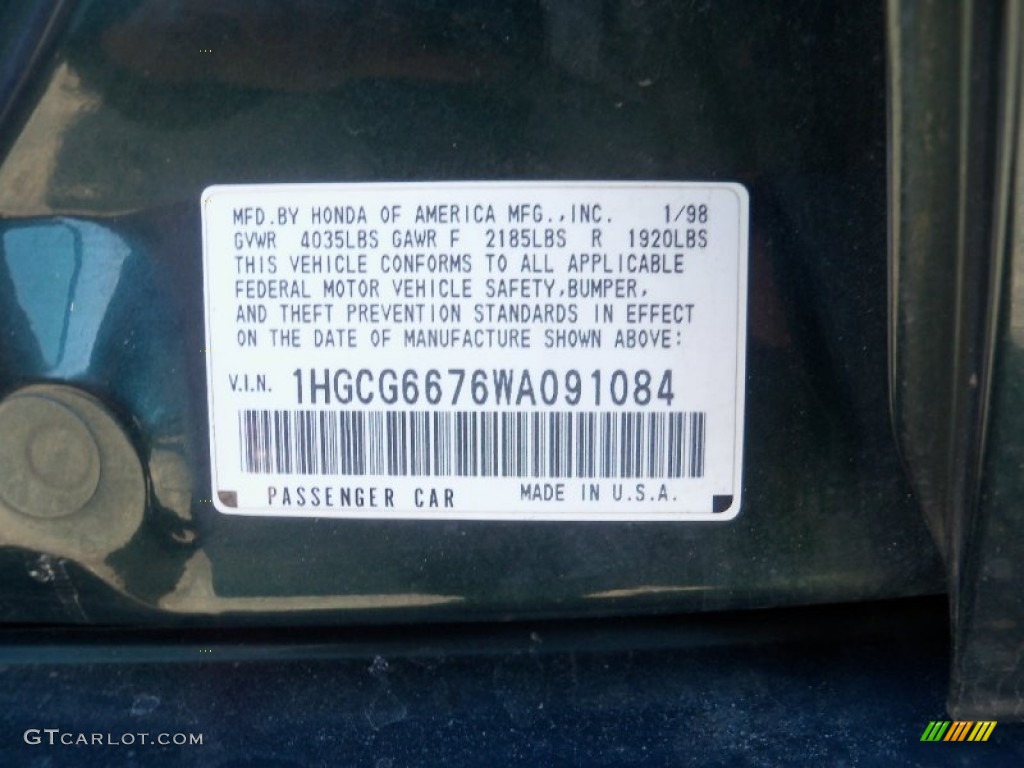 MFD.BY HONDA OF AMERICA MFG.,INC. 1/98
GVWR 4035LBS GAWR F 2185LBS R 1920LBS
THIS VEHICLE CONFORMS TO ALL APPLICABLE
FEDERAL MOTOR VEHICLE SAFETY,BUMPER,
AND THEFT PREVENTION STANDARDS IN EFFECT
ON THE DATE OF MANUFACTURE SHOWN ABOVE:
V.I.N. 1HGCG6676WA091084
PASSENGER CAR MADE IN U.S.A.
GTCARLOT.COM